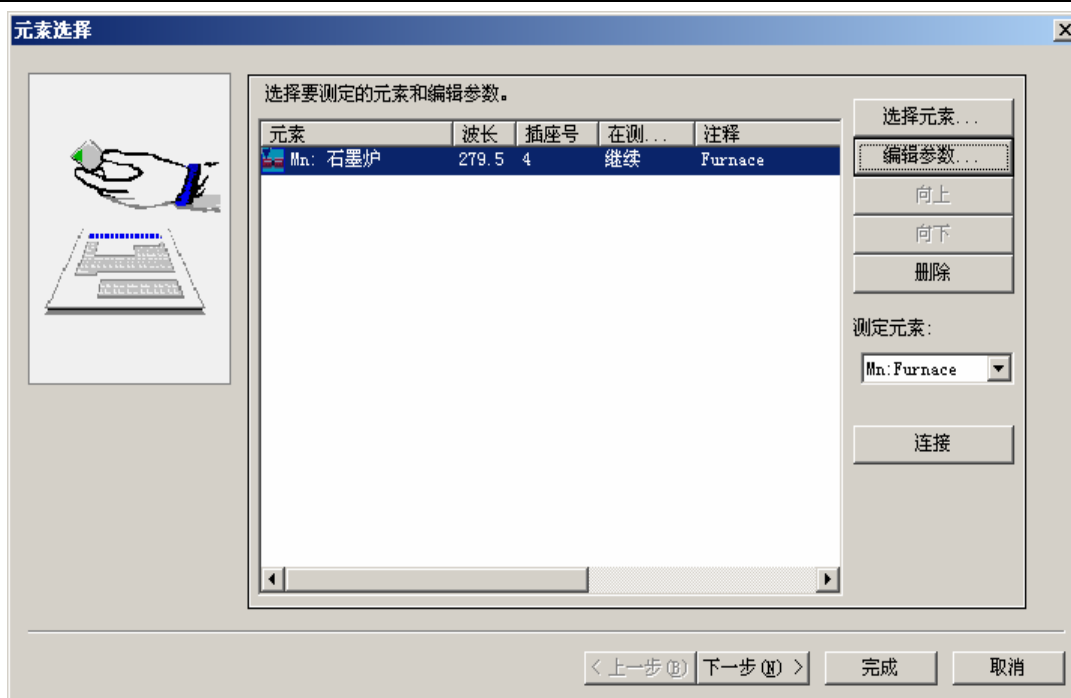 元素选择
选择要测定的元素和编辑参数。
元素 波长 插座号 在测... 注释
Mn: 石墨炉 279.5 4 继续 Furnace
选择元素...
编辑参数...
向上
向下
删除
测定元素:
Mn:Furnace
连接
< 上一步(B) 下一步(N) > 完成 取消